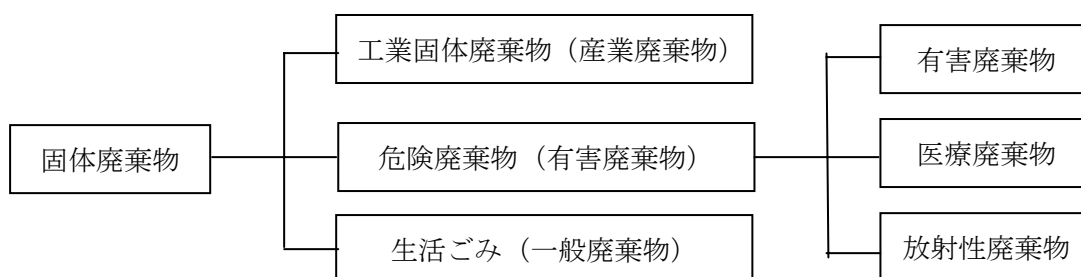 固体廃棄物
工業固体廃棄物（産業廃棄物）
危険廃棄物（有害廃棄物）
生活ごみ（一般廃棄物）
有害廃棄物
医療廃棄物
放射性廃棄物